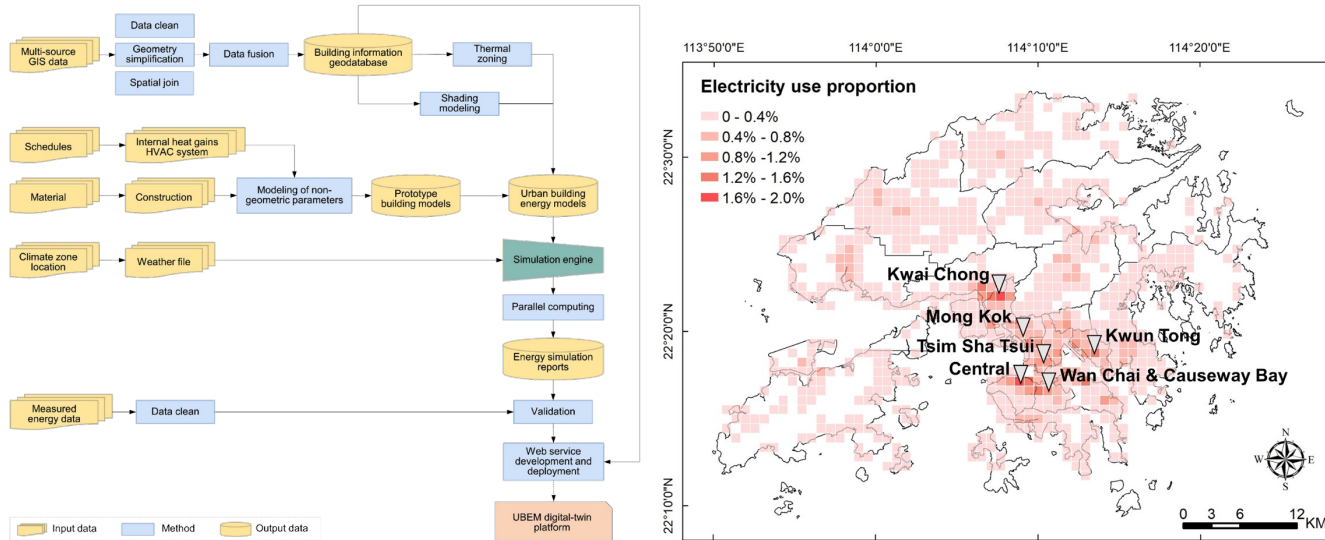 Data clean
Multi-source
GIS data
Geometry
simplification
Data fusion
Building information
geodatabase
Thermal
zoning
Spatial join
Shading
modeling
Schedules
Internal heat gains
HVAC system
Material
Construction
Modeling of non-
geometric parameters
Prototype
building models
Urban building
energy models
Climate zone
location
Weather file
Simulation engine
Parallel computing
Energy simulation
reports
Measured
energy data
Data clean
Validation
Web service
development and
deployment
UBEM digital-twin
platform
Input data
Method
Output data
113°50'0"E
114°0'0"E
114°10'0"E
114°20'0"E
22°30'0"N
22°20'0"N
22°10'0"N
Electricity use proportion
0 - 0.4%
0.4% - 0.8%
0.8% -1.2%
1.2% - 1.6%
1.6% - 2.0%
Kwai Chong
Mong Kok
Kwun Tong
Tsim Sha Tsui
Central
Wan Chai & Causeway Bay
N
W E
S
0 3 6 12
KM